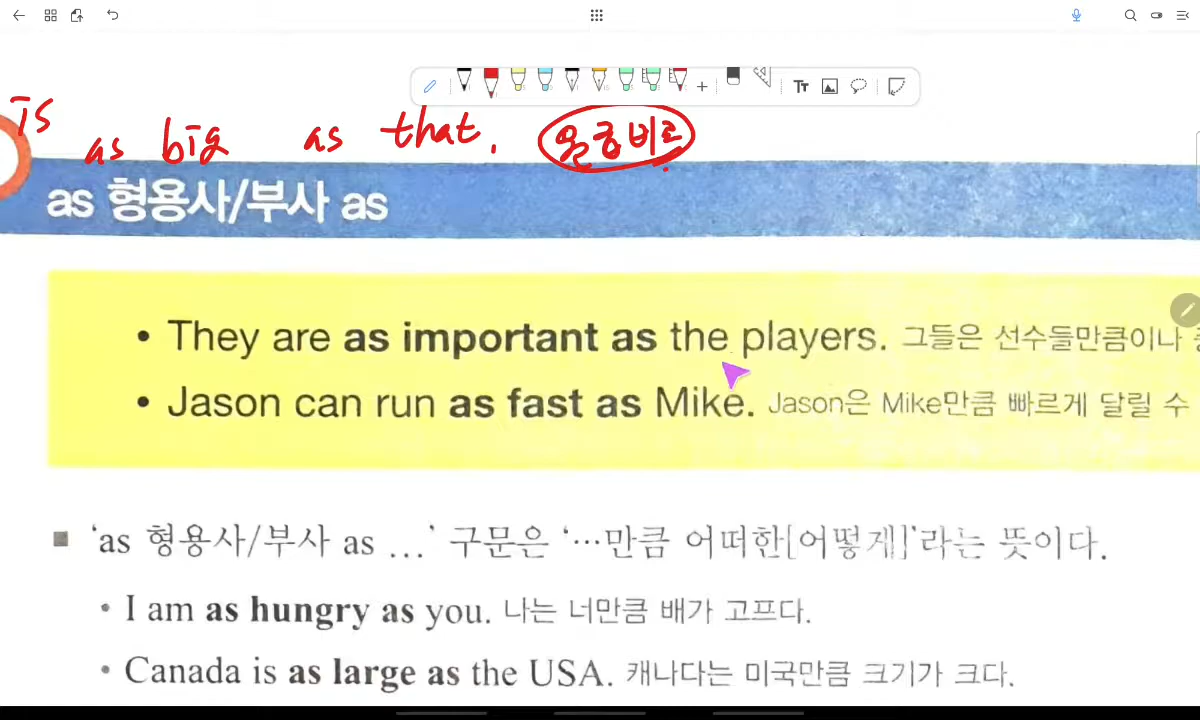 is as big as that.
as 형용사/부사 as
• They are as important as the players. 그들은 선수들만큼이나
• Jason can run as fast as Mike. Jason은 Mike만큼 빠르게 달릴 수
■ ‘as 형용사/부사 as …’ 구문은 ‘…만큼 어떠한[어떻게]’라는 뜻이다.
• I am as hungry as you. 나는 너만큼 배가 고프다.
• Canada is as large as the USA. 캐나다는 미국만큼 크기가 크다.